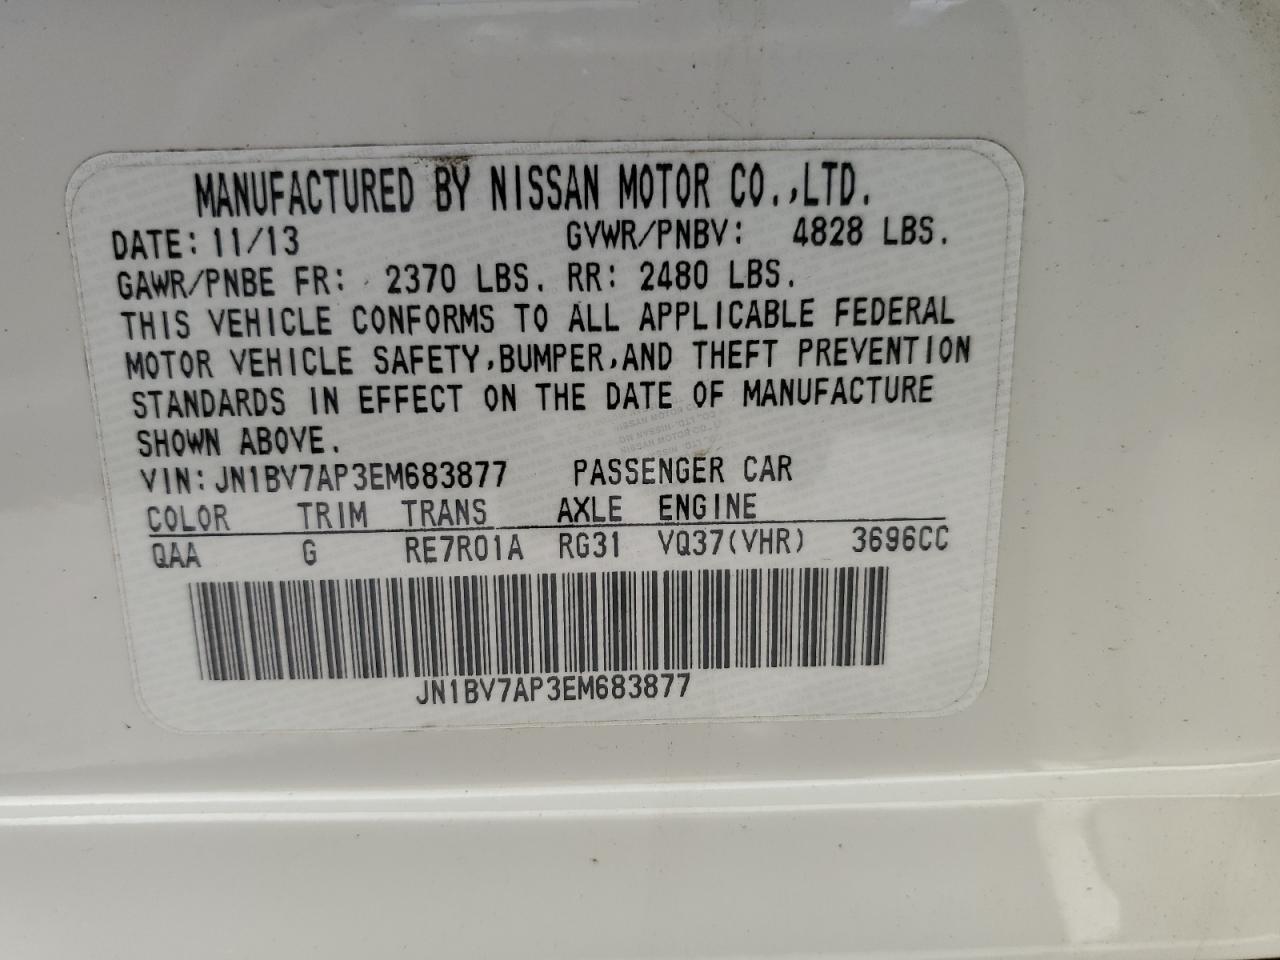 MANUFACTURED BY NISSAN MOTOR CO.,LTD.
DATE: 11/13 GVWR/PNBV: 4828 LBS.
GAWR/PNBE FR: 2370 LBS. RR: 2480 LBS.
THIS VEHICLE CONFORMS TO ALL APPLICABLE FEDERAL
MOTOR VEHICLE SAFETY,BUMPER,AND THEFT PREVENTION
STANDARDS IN EFFECT ON THE DATE OF MANUFACTURE
SHOWN ABOVE.
VIN:JN1BV7AP3EM683877 PASSENGER CAR
COLOR TRIM TRANS AXLE ENGINE
QAA G RE7R01A RG31 VQ37(VHR) 3696CC
JN1BV7AP3EM683877